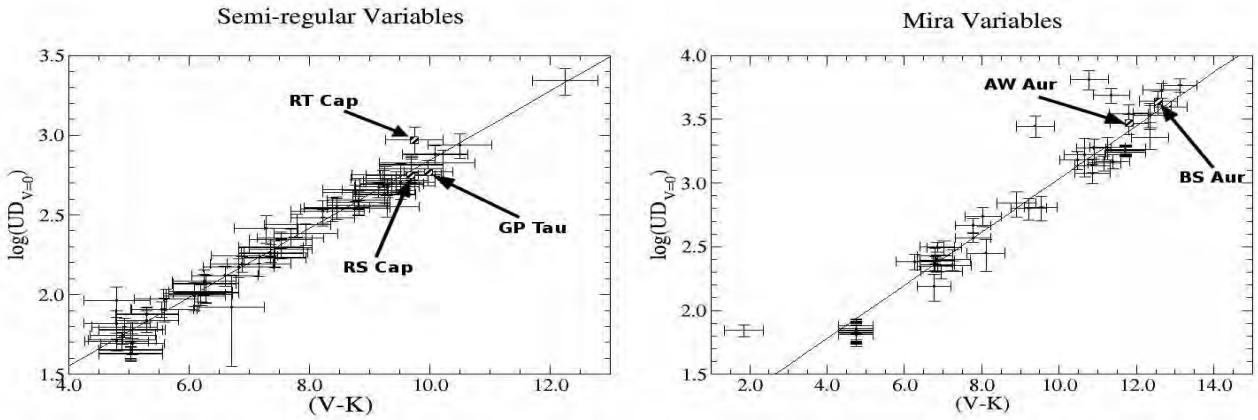 Semi-regular Variables
3.5
3.0
2.5
2.0
1.5
log(UD_{V=0})
RT Cap
GP Tau
RS Cap
4.0 6.0 8.0 10.0 12.0
(V-K)
Mira Variables
4.0
3.5
3.0
2.5
2.0
1.5
log(UD_{V=0})
AW Aur
BS Aur
2.0 4.0 6.0 8.0 10.0 12.0 14.0
(V-K)